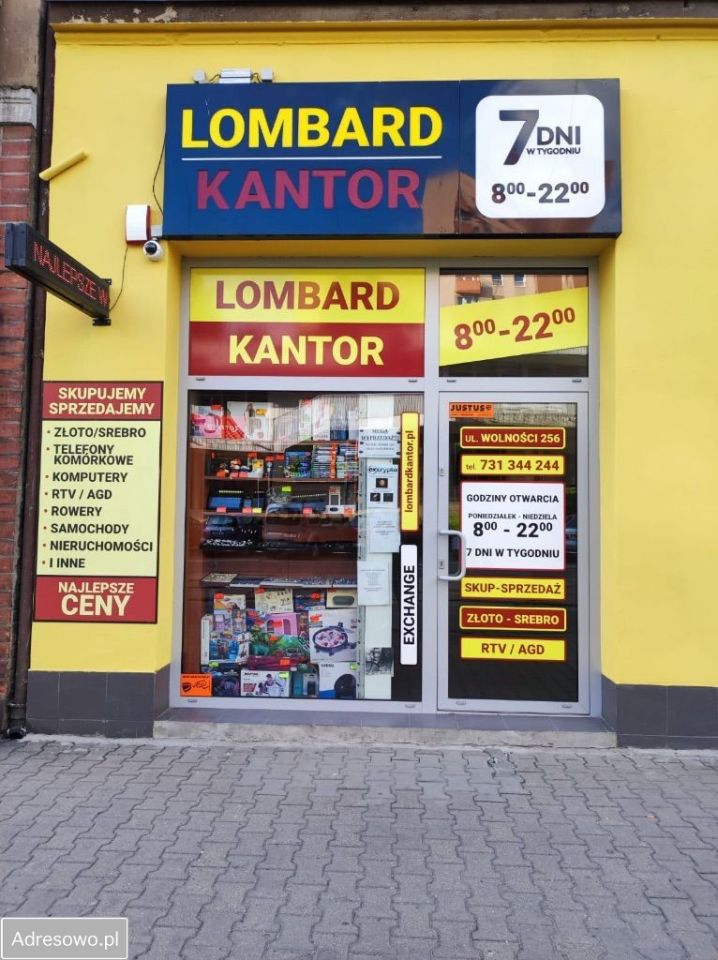 LOMBARD
KANTOR
7 DNI
W TYGODNIU
8⁰⁰-22⁰⁰
NAJLEPSZE W
LOMBARD
KANTOR
8⁰⁰-22⁰⁰
SKUPUJEMY
SPRZEDAJEMY
• ZŁOTO/SREBRO
• TELEFONY
KOMÓRKOWE
• KOMPUTERY
• RTV / AGD
• ROWERY
• SAMOCHODY
• NIERUCHOMOŚCI
• I INNE
NAJLEPSZE
CENY
lombardkantor.pl
EXCHANGE
JUSTUS
UL. WOLNOŚCI 256
tel. 731 344 244
GODZINY OTWARCIA
PONIEDZIAŁEK - NIEDZIELA
8⁰⁰ - 22⁰⁰
7 DNI W TYGODNIU
SKUP-SPRZEDAŻ
ZŁOTO - SREBRO
RTV / AGD
Adresowo.pl